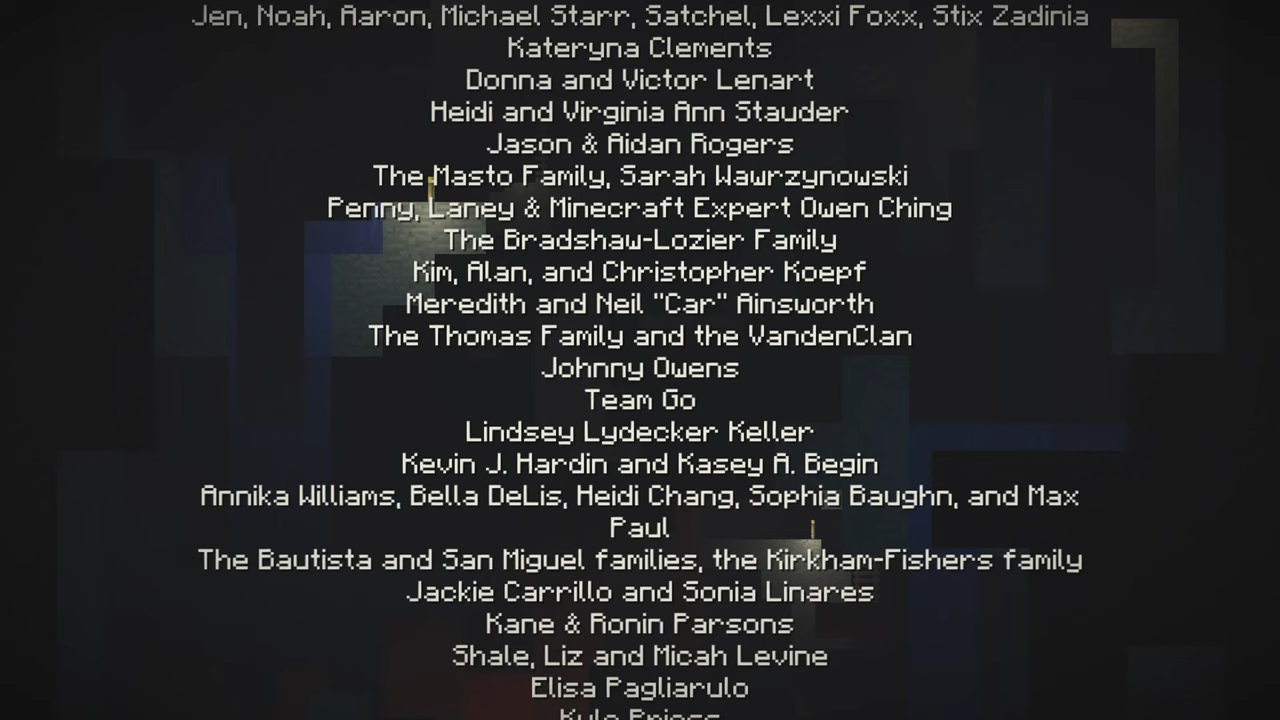 Jen, Noah, Aaron, Michael Starr, Satchel, Lexxi Foxx, Stix Zadinia
Kateryna Clements
Donna and Victor Lenart
Heidi and Virginia Ann Stauder
Jason & Aidan Rogers
The Masto Family, Sarah Wawrzynowski
Penny, Laney & Minecraft Expert Owen Ching
The Bradshaw-Lozier Family
Kim, Alan, and Christopher Koepf
Meredith and Neil "Car" Ainsworth
The Thomas Family and the VandenClan
Johnny Owens
Team Go
Lindsey Lydecker Keller
Kevin J. Hardin and Kasey A. Begin
Annika Williams, Bella DeLis, Heidi Chang, Sophia Baughn, and Max
Paul
The Bautista and San Miguel families, the Kirkham-Fishers family
Jackie Carrillo and Sonia Linares
Kane & Ronin Parsons
Shale, Liz and Micah Levine
Elisa Pagliarulo